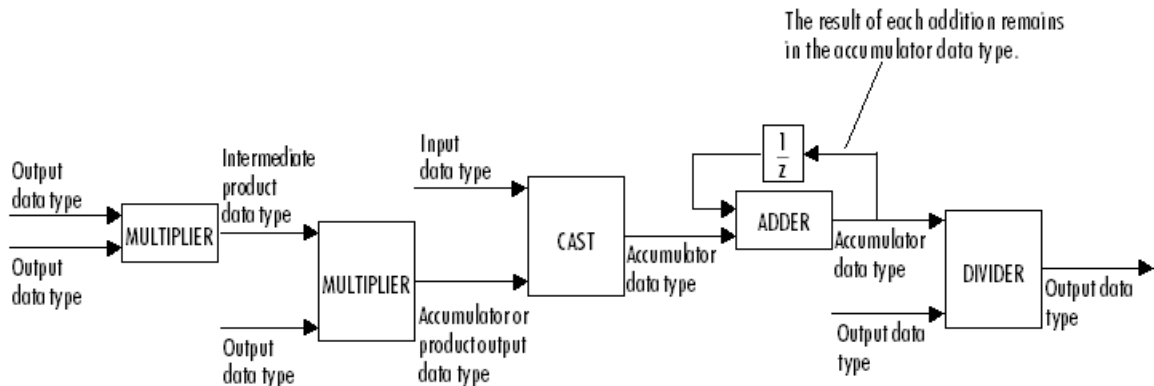 The result of each addition remains
in the accumulator data type.
1
z
Input
data type
Output
data type
Intermediate
product
data type
MULTIPLIER
Output
data type
MULTIPLIER
Output
data type
Accumulator or
product output
data type
CAST
Accumulator
data type
ADDER
Accumulator
data type
Output data
type
DIVIDER
Output data
type